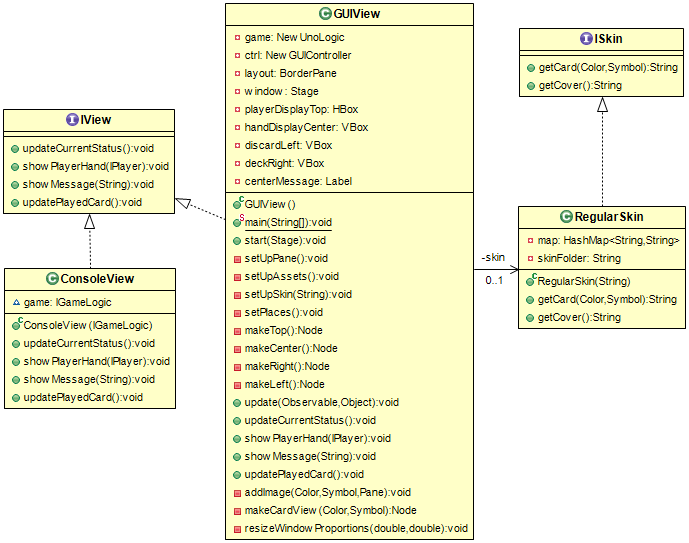 IView
updateCurrentStatus():void
showPlayerHand(IPlayer):void
showMessage(String):void
updatePlayedCard():void
ConsoleView
game: IGameLogic
ConsoleView(IGameLogic)
updateCurrentStatus():void
showPlayerHand(IPlayer):void
showMessage(String):void
updatePlayedCard():void
GUIView
game: New UnoLogic
ctrl: New GUIController
layout: BorderPane
window: Stage
playerDisplayTop: HBox
handDisplayCenter: VBox
discardLeft: VBox
deckRight: VBox
centerMessage: Label
GUIView()
main(String[]):void
start(Stage):void
setUpPane():void
setUpAssets():void
setUpSkin(String):void
setPlaces():void
makeTop():Node
makeCenter():Node
makeRight():Node
makeLeft():Node
update(Observable,Object):void
updateCurrentStatus():void
showPlayerHand(IPlayer):void
showMessage(String):void
updatePlayedCard():void
addImage(Color,Symbol,Pane):void
makeCardView(Color,Symbol):Node
resizeWindowProportions(double,double):void
-skin
0..1
ISkin
getCard(Color,Symbol):String
getCover():String
RegularSkin
map: HashMap<String,String>
skinFolder: String
RegularSkin(String)
getCard(Color,Symbol):String
getCover():String